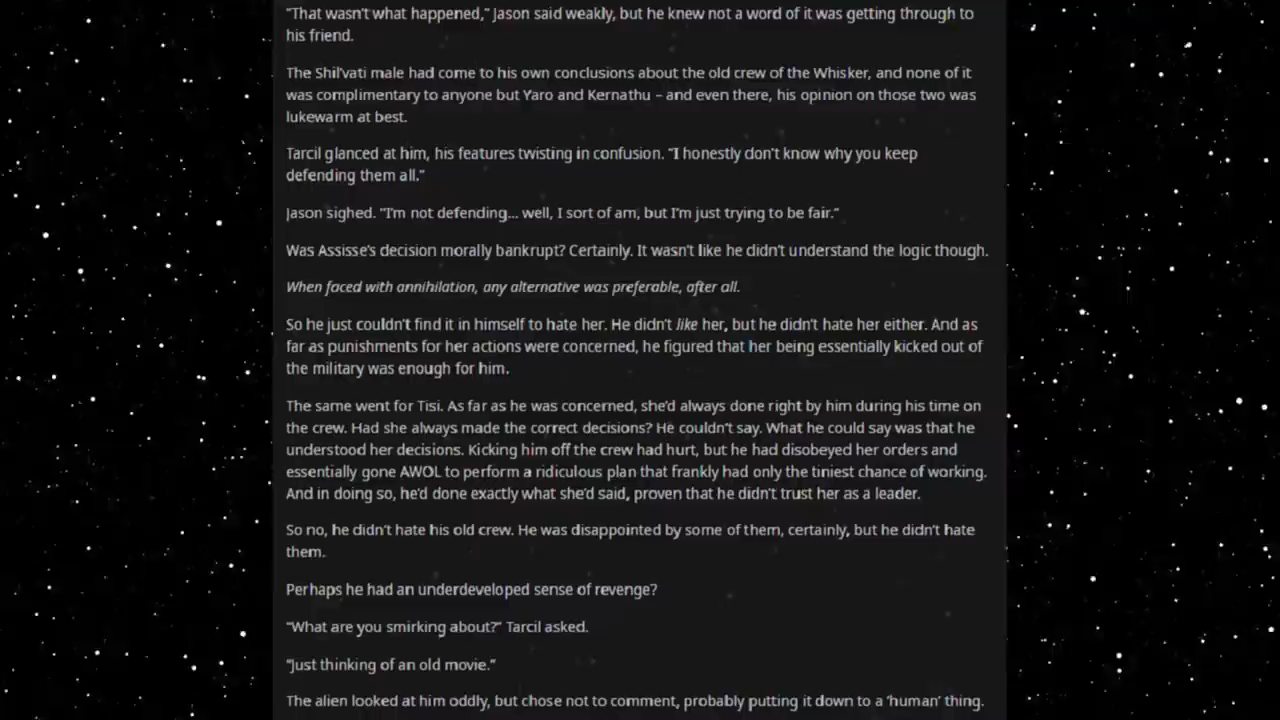 “That wasn’t what happened,” Jason said weakly, but he knew not a word of it was getting through to
his friend.
The Shil’vati male had come to his own conclusions about the old crew of the Whisker, and none of it
was complimentary to anyone but Yaro and Kernathu – and even there, his opinion on those two was
lukewarm at best.
Tarcil glanced at him, his features twisting in confusion. “I honestly don’t know why you keep
defending them all.”
Jason sighed. “I’m not defending... well, I sort of am, but I’m just trying to be fair.”
Was Assisse’s decision morally bankrupt? Certainly. It wasn’t like he didn’t understand the logic though.
When faced with annihilation, any alternative was preferable, after all.
So he just couldn’t find it in himself to hate her. He didn’t like her, but he didn’t hate her either. And as
far as punishments for her actions were concerned, he figured that her being essentially kicked out of
the military was enough for him.
The same went for Tisi. As far as he was concerned, she’d always done right by him during his time on
the crew. Had she always made the correct decisions? He couldn’t say. What he could say was that he
understood her decisions. Kicking him off the crew had hurt, but he had disobeyed her orders and
essentially gone AWOL to perform a ridiculous plan that frankly had only the tiniest chance of working.
And in doing so, he’d done exactly what she’d said, proven that he didn’t trust her as a leader.
So no, he didn’t hate his old crew. He was disappointed by some of them, certainly, but he didn’t hate
them.
Perhaps he had an underdeveloped sense of revenge?
“What are you smirking about?” Tarcil asked.
“Just thinking of an old movie.”
The alien looked at him oddly, but chose not to comment, probably putting it down to a ‘human’ thing.